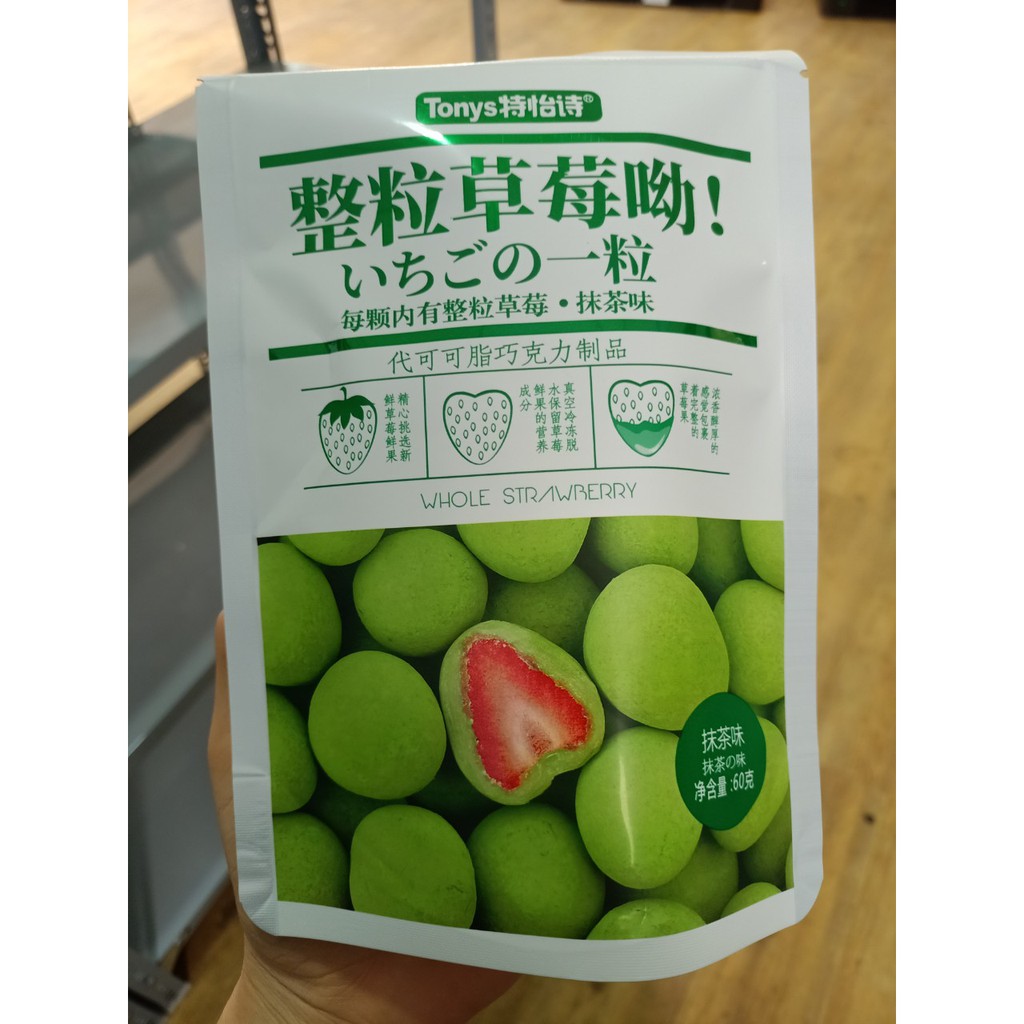 Tonys特怡诗®
整粒草莓呦!
いちごの一粒
每颗内有整粒草莓·抹茶味
代可可脂巧克力制品
精心挑选新
鲜草莓鲜果
真空冷冻脱
水保留草莓
鲜果的营养
成分
浓香醇厚的
感觉包裹
着完整的
草莓果
WHOLE STRAWBERRY
抹茶味
抹茶の味
净含量:60克